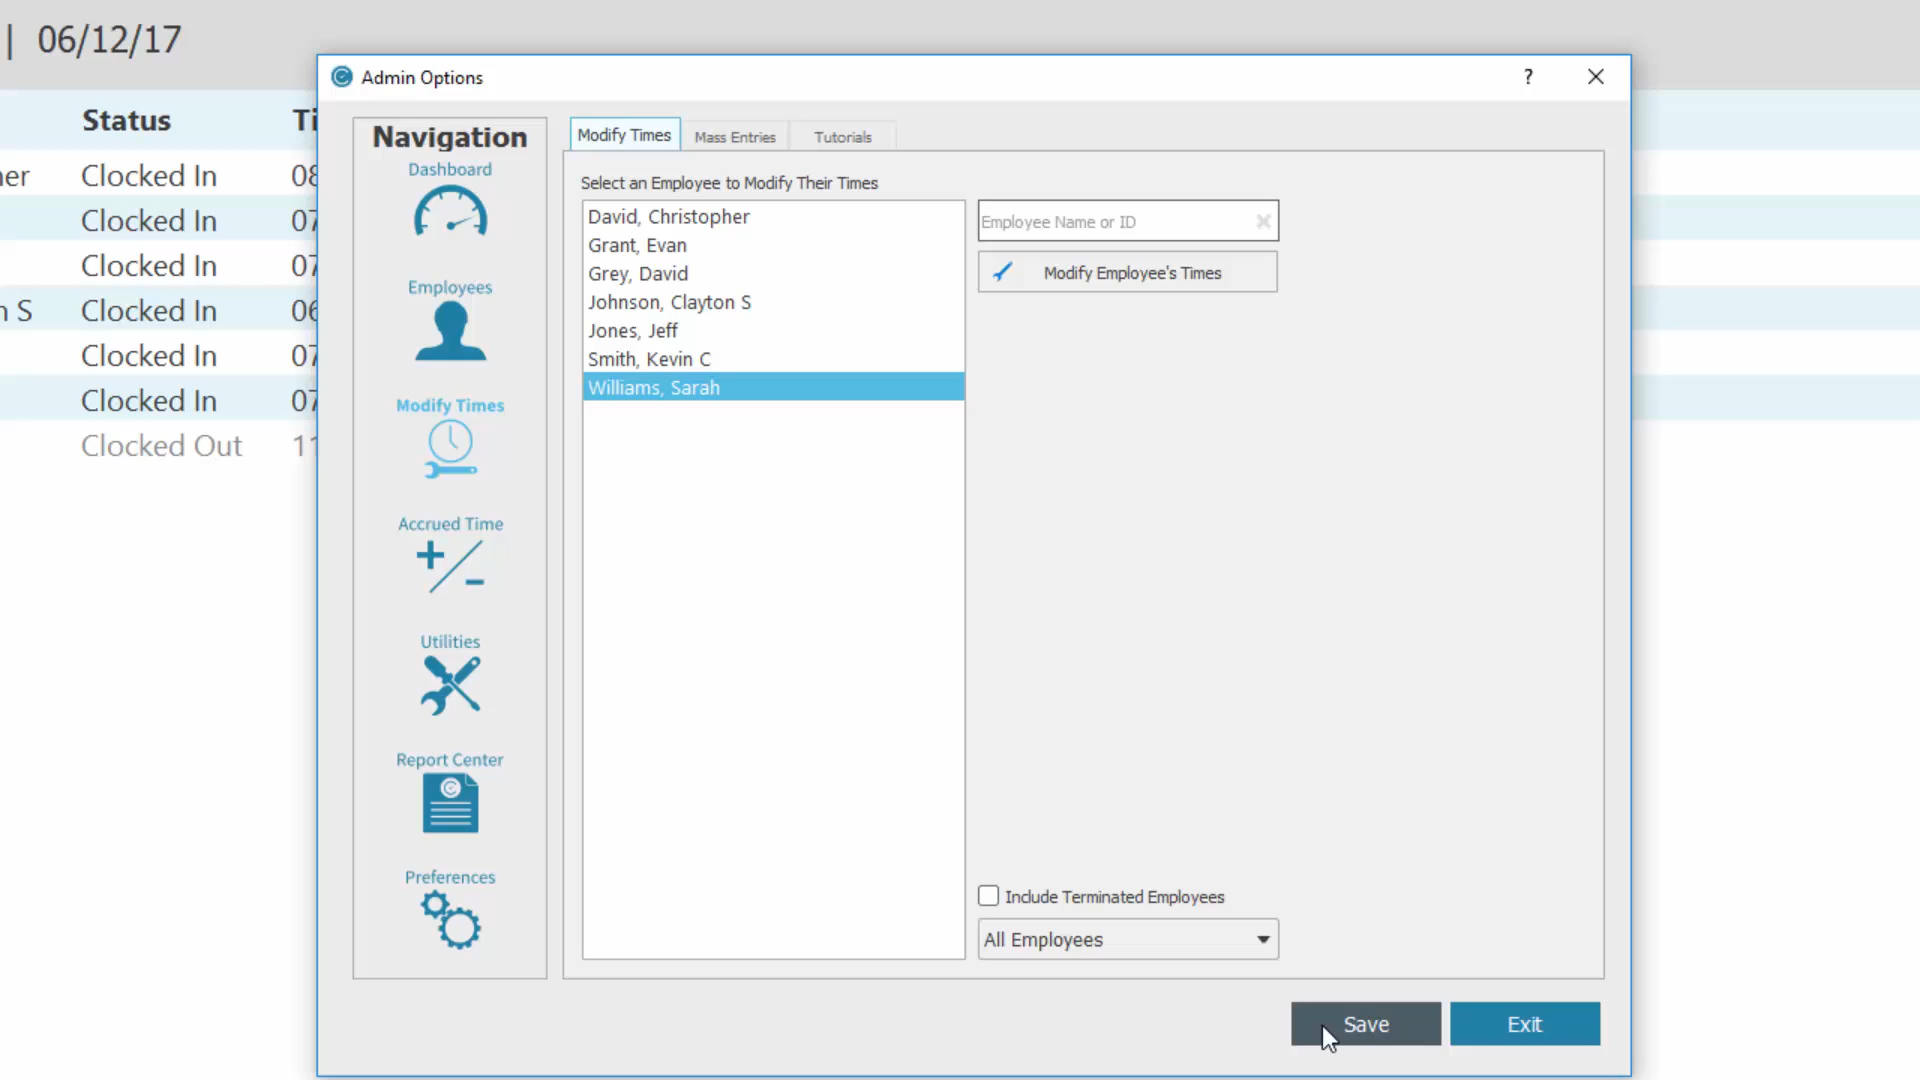 | 06/12/17
Admin Options
?
Status Ti
er Clocked In 08
Clocked In 07
Clocked In 07
n S Clocked In 06
Clocked In 07
Clocked In 07
Clocked Out 11
Navigation
Dashboard
Employees
Modify Times
Accrued Time
Utilities
Report Center
Preferences
Modify Times Mass Entries Tutorials
Select an Employee to Modify Their Times
David, Christopher
Grant, Evan
Grey, David
Johnson, Clayton S
Jones, Jeff
Smith, Kevin C
Williams, Sarah
Employee Name or ID
Modify Employee's Times
Include Terminated Employees
All Employees
Save Exit